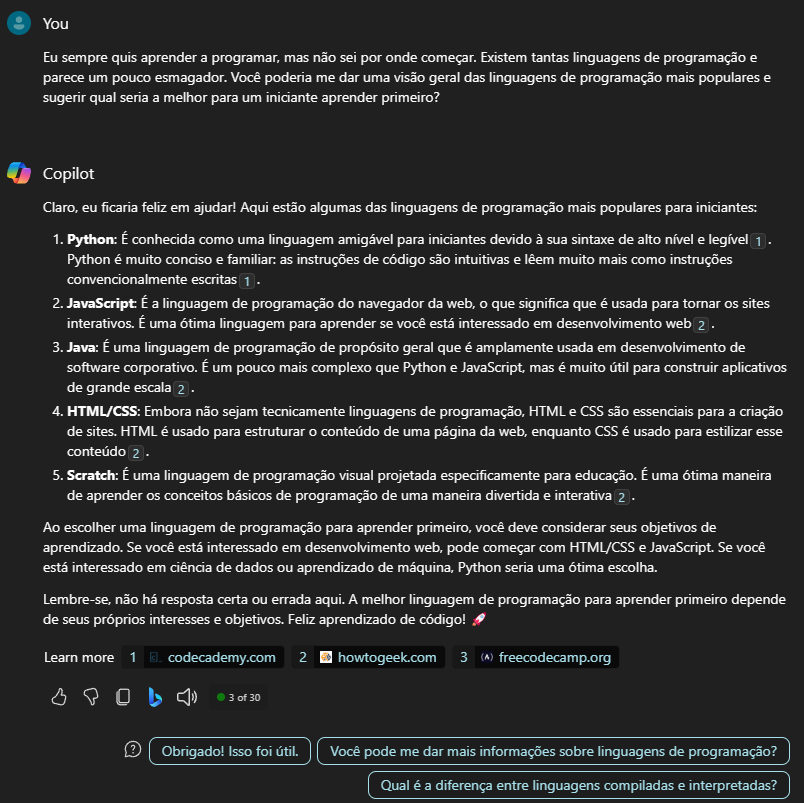 You
Eu sempre quis aprender a programar, mas não sei por onde começar. Existem tantas linguagens de programação e
parece um pouco esmagador. Você poderia me dar uma visão geral das linguagens de programação mais populares e
sugerir qual seria a melhor para um iniciante aprender primeiro?
Copilot
Claro, eu ficaria feliz em ajudar! Aqui estão algumas das linguagens de programação mais populares para iniciantes:
1. Python: É conhecida como uma linguagem amigável para iniciantes devido à sua sintaxe de alto nível e legível 1 .
Python é muito conciso e familiar: as instruções de código são intuitivas e lêem muito mais como instruções
convencionalmente escritas 1 .
2. JavaScript: É a linguagem de programação do navegador da web, o que significa que é usada para tornar os sites
interativos. É uma ótima linguagem para aprender se você está interessado em desenvolvimento web 2 .
3. Java: É uma linguagem de programação de propósito geral que é amplamente usada em desenvolvimento de
software corporativo. É um pouco mais complexo que Python e JavaScript, mas é muito útil para construir aplicativos
de grande escala 2 .
4. HTML/CSS: Embora não sejam tecnicamente linguagens de programação, HTML e CSS são essenciais para a criação
de sites. HTML é usado para estruturar o conteúdo de uma página da web, enquanto CSS é usado para estilizar esse
conteúdo 2 .
5. Scratch: É uma linguagem de programação visual projetada especificamente para educação. É uma ótima maneira
de aprender os conceitos básicos de programação de uma maneira divertida e interativa 2 .
Ao escolher uma linguagem de programação para aprender primeiro, você deve considerar seus objetivos de
aprendizado. Se você está interessado em desenvolvimento web, pode começar com HTML/CSS e JavaScript. Se você
está interessado em ciência de dados ou aprendizado de máquina, Python seria uma ótima escolha.
Lembre-se, não há resposta certa ou errada aqui. A melhor linguagem de programação para aprender primeiro depende
de seus próprios interesses e objetivos. Feliz aprendizado de código! 🚀
Learn more 1 codecademy.com 2 howtogeek.com 3 freecodecamp.org
3 of 30
Obrigado! Isso foi útil. Você pode me dar mais informações sobre linguagens de programação?
Qual é a diferença entre linguagens compiladas e interpretadas?